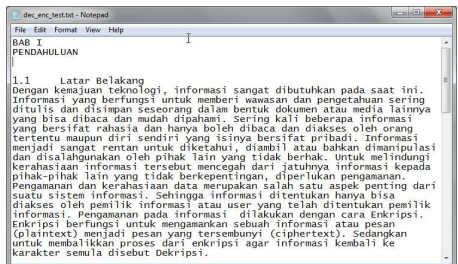 dec_enc_test.txt - Notepad
File Edit Format View Help
BAB I
PENDAHULUAN
1.1 Latar Belakang
Dengan kemajuan teknologi, informasi sangat dibutuhkan pada saat ini.
Informasi yang berfungsi untuk memberi wawasan dan pengetahuan sering
ditulis dan disimpan seseorang dalam bentuk dokumen atau media lainnya
yang bisa dibaca dan mudah dipahami. Sering kali beberapa informasi
yang bersifat rahasia dan hanya boleh dibaca dan diakses oleh orang
tertentu maupun diri sendiri yang isinya bersifat pribadi. Informasi
menjadi sangat rentan untuk diketahui, diambil atau bahkan dimanipulasi
dan disalahgunakan oleh pihak lain yang tidak berhak. Untuk melindungi
kerahasiaan informasi tersebut mencegah dari jatuhnya informasi kepada
pihak-pihak lain yang tidak berkepentingan, diperlukan pengamanan.
Pengamanan dan kerahasiaan data merupakan salah satu aspek penting dari
suatu sistem informasi. Sehingga informasi ditentukan hanya bisa
diakses oleh pemilik informasi atau user yang telah ditentukan pemilik
informasi. Pengamanan pada informasi dilakukan dengan cara Enkripsi.
Enkripsi berfungsi untuk mengamankan sebuah informasi atau pesan
(plaintext) menjadi pesan yang tersembunyi (ciphertext). Sedangkan
untuk membalikkan proses dari enkripsi agar informasi kembali ke
karakter semula disebut Dekripsi.